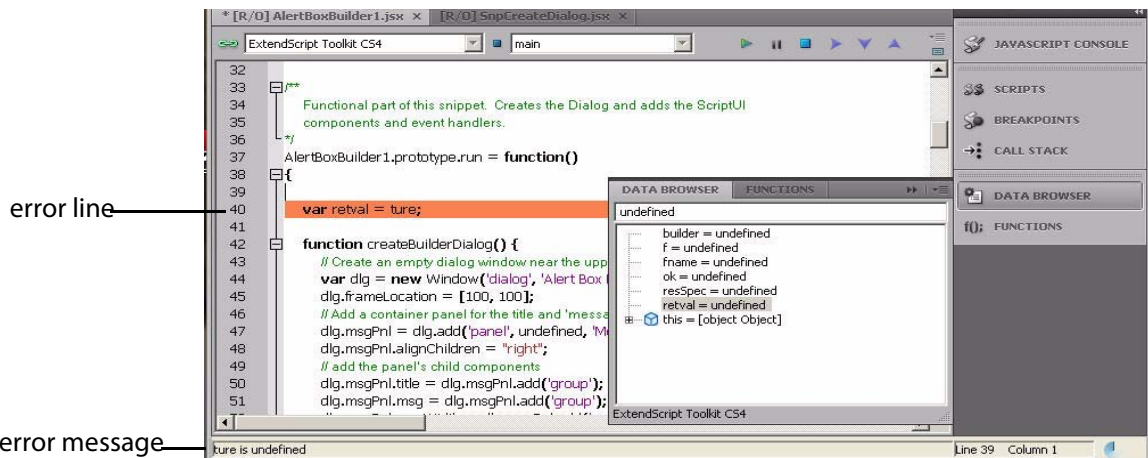 * [R/O] AlertBoxBuilder1.jsx ×
[R/O] SnpCreateDialog.jsx ×
ExtendScript Toolkit CS4
main
32
33 /**
34 Functional part of this snippet. Creates the Dialog and adds the ScriptUI
35 components and event handlers.
36 */
37 AlertBoxBuilder1.prototype.run = function()
38 {
39
40 var retval = ture;
41
42 function createBuilderDialog() {
43 // Create an empty dialog window near the upp
44 var dlg = new Window('dialog', 'Alert Box
45 dlg.frameLocation = [100, 100];
46 // Add a container panel for the title and 'messa
47 dlg.msgPnl = dlg.add('panel', undefined, 'M
48 dlg.msgPnl.alignChildren = "right";
49 // add the panel's child components
50 dlg.msgPnl.title = dlg.msgPnl.add('group');
51 dlg.msgPnl.msg = dlg.msgPnl.add('group');
error line
error message
DATA BROWSER
FUNCTIONS
undefined
builder = undefined
f = undefined
fname = undefined
ok = undefined
resSpec = undefined
retval = undefined
this = [object Object]
ExtendScript Toolkit CS4
JAVASCRIPT CONSOLE
SCRIPTS
BREAKPOINTS
CALL STACK
DATA BROWSER
f(); FUNCTIONS
ture is undefined
Line 39 Column 1